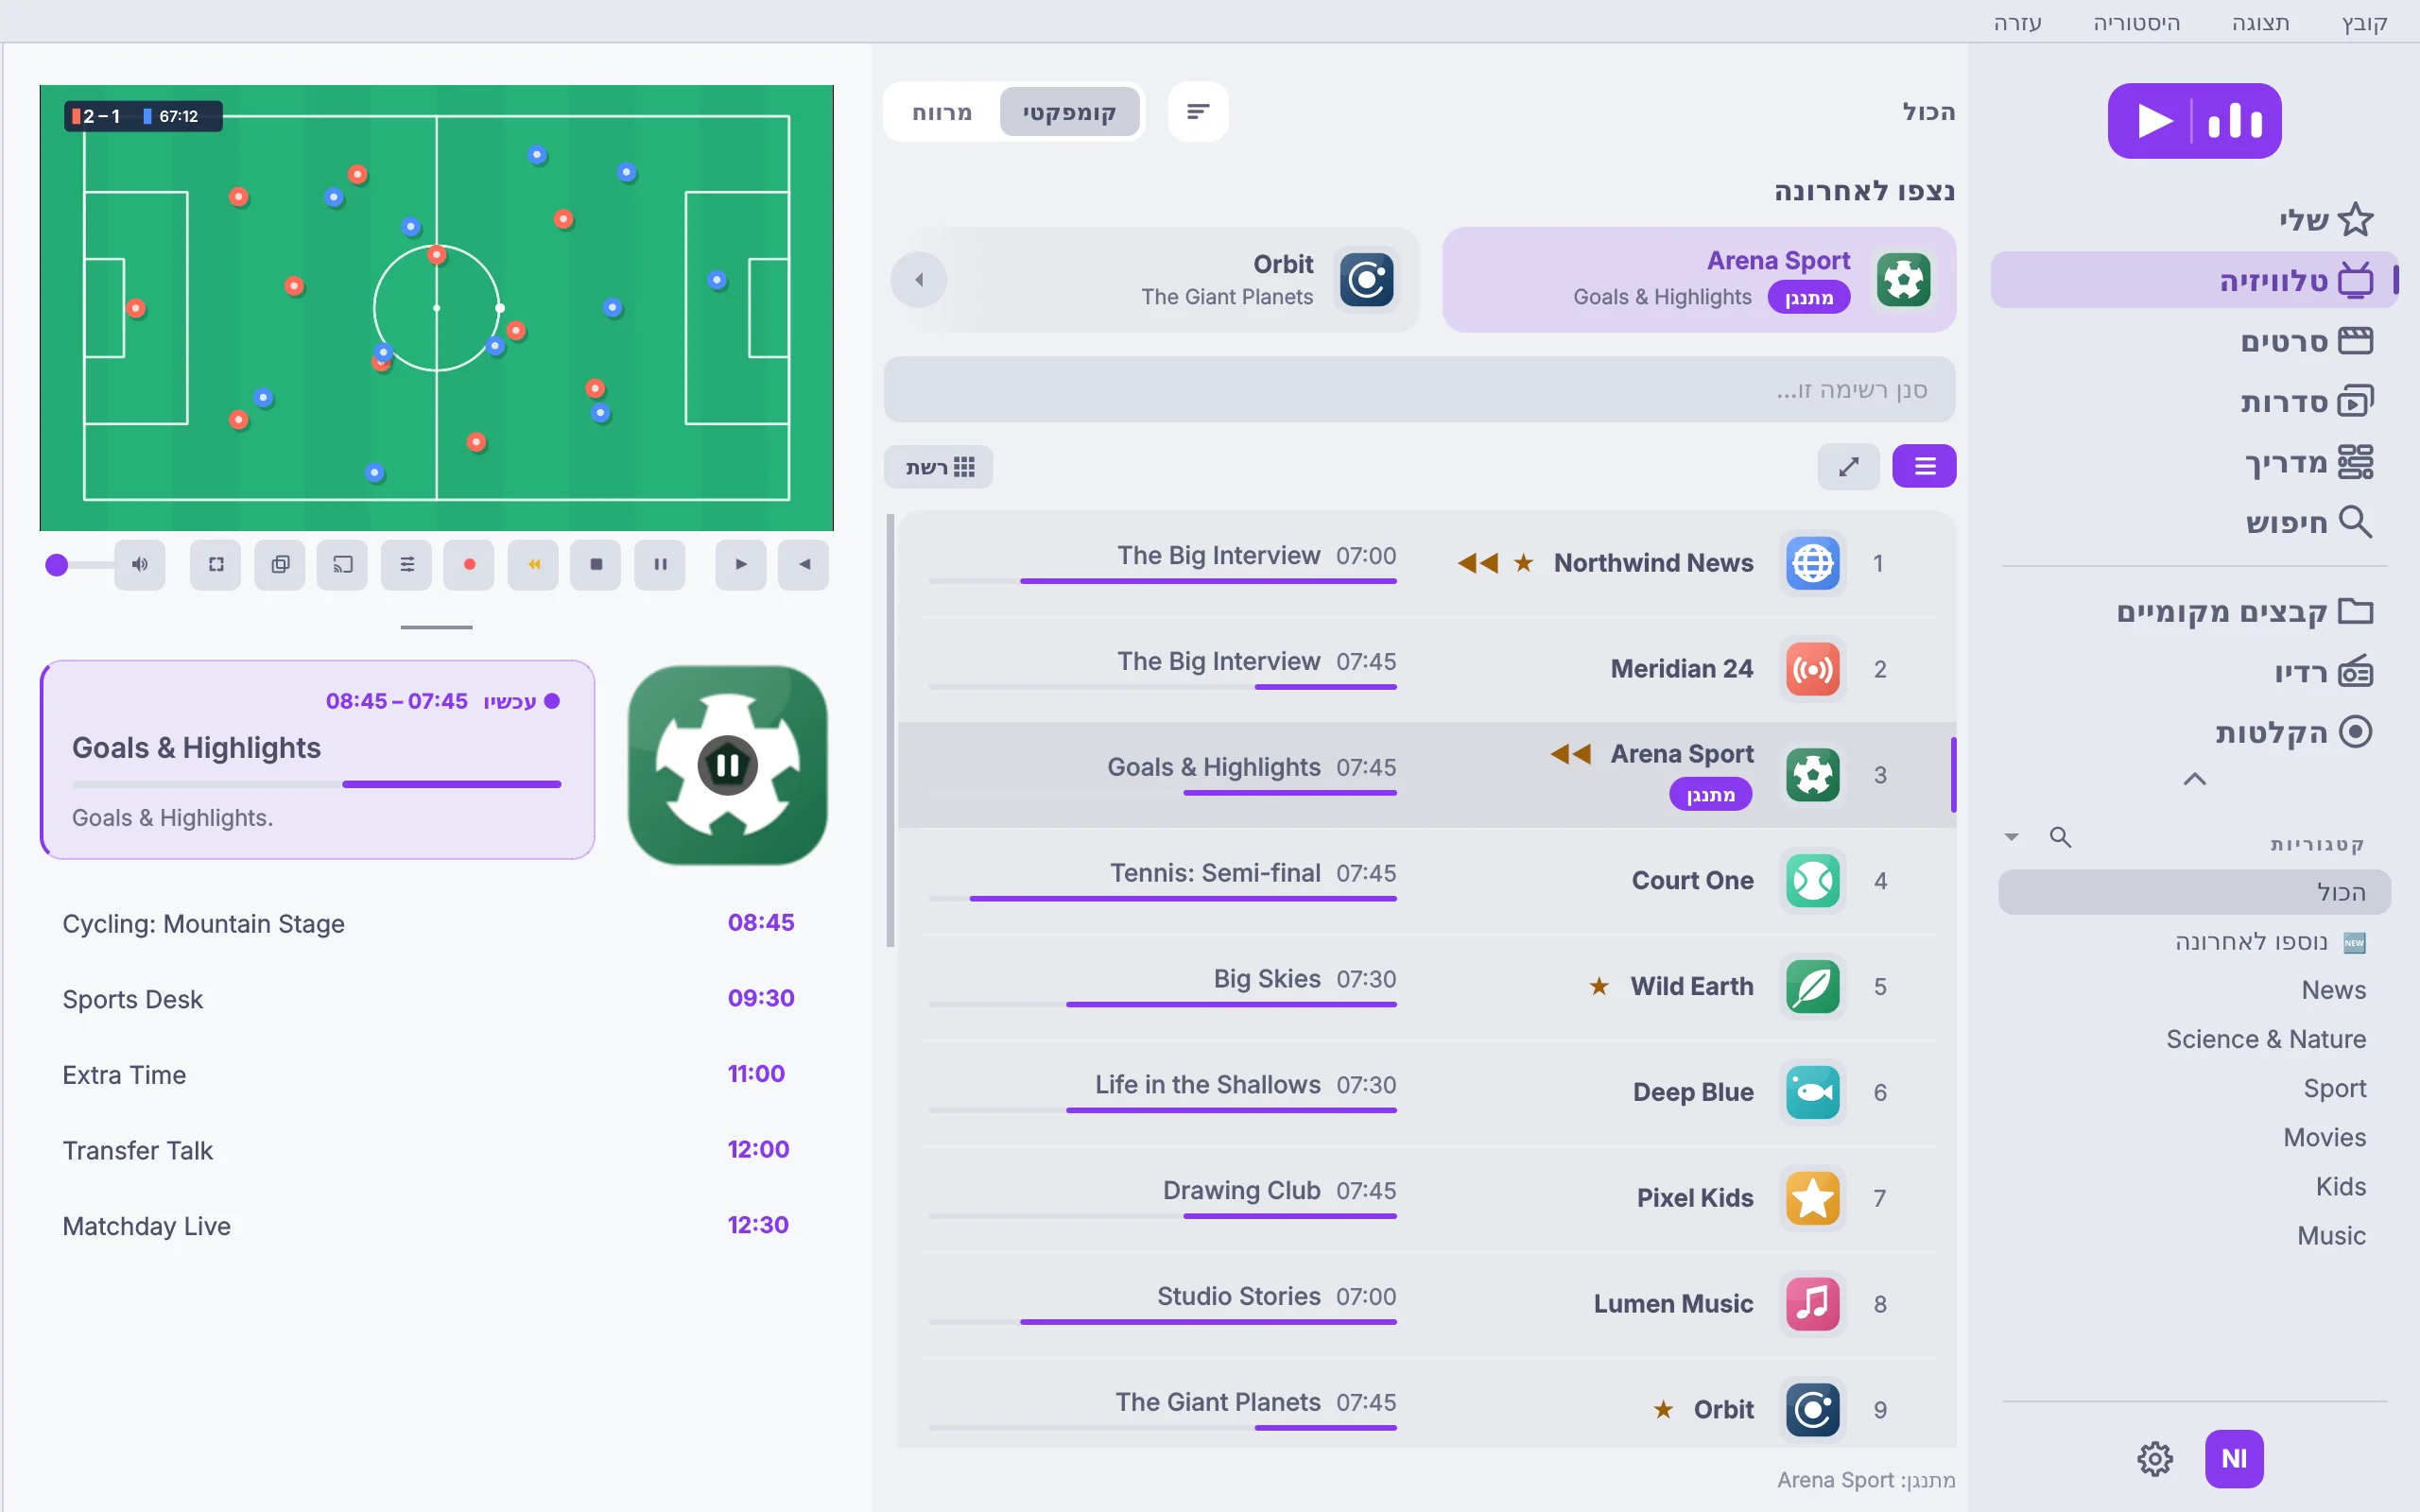 קובץ תצוגה היסטוריה עזרה
שלי
טלוויזיה
סרטים
סדרות
מדריך
חיפוש
קבצים מקומיים
רדיו
הקלטות
קטגוריות
הכול
נוספו לאחרונה
NEW
News
Science & Nature
Sport
Movies
Kids
Music
NI
הכול
קומפקטי
מרווח
נצפו לאחרונה
Arena Sport
מתנגן Goals & Highlights
Orbit
The Giant Planets
סנן רשימה זו...
רשת
1 Northwind News 07:00 The Big Interview
2 Meridian 24 07:45 The Big Interview
3 Arena Sport 07:45 Goals & Highlights
מתנגן
4 Court One 07:45 Tennis: Semi-final
5 Wild Earth 07:30 Big Skies
6 Deep Blue 07:30 Life in the Shallows
7 Pixel Kids 07:45 Drawing Club
8 Lumen Music 07:00 Studio Stories
9 Orbit 07:45 The Giant Planets
מתנגן: Arena Sport
2 – 1 67:12
עכשיו 07:45 – 08:45
Goals & Highlights
Goals & Highlights.
08:45 Cycling: Mountain Stage
09:30 Sports Desk
11:00 Extra Time
12:00 Transfer Talk
12:30 Matchday Live